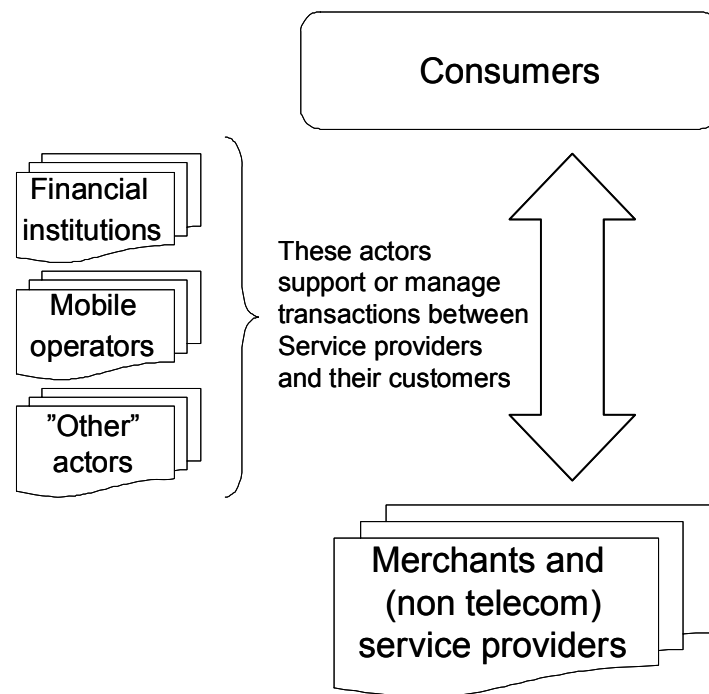 Consumers
Financial
institutions
Mobile
operators
”Other”
actors
These actors
support or manage
transactions between
Service providers
and their customers
Merchants and
(non telecom)
service providers